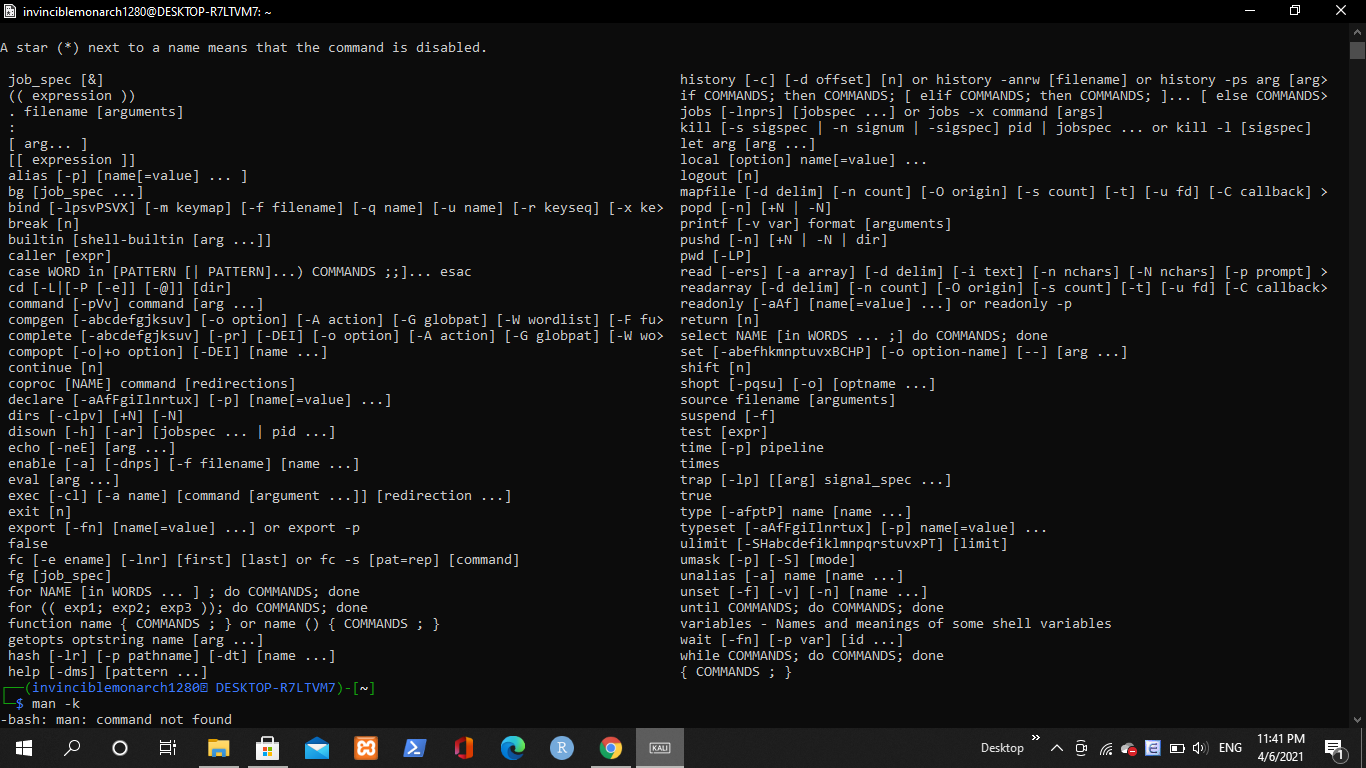 invinciblemonarch1280@DESKTOP-R7LTVM7: ~
A star (*) next to a name means that the command is disabled.
job_spec [&]
(( expression ))
. filename [arguments]
:
[ arg... ]
[[ expression ]]
alias [-p] [name[=value] ... ]
bg [job_spec ...]
bind [-lpsvPSVX] [-m keymap] [-f filename] [-q name] [-u name] [-r keyseq] [-x ke>
break [n]
builtin [shell-builtin [arg ...]]
caller [expr]
case WORD in [PATTERN [| PATTERN]...) COMMANDS ;;]... esac
cd [-L|[-P [-e]] [-@]] [dir]
command [-pVv] command [arg ...]
compgen [-abcdefgjksuv] [-o option] [-A action] [-G globpat] [-W wordlist] [-F fu>
complete [-abcdefgjksuv] [-pr] [-DEI] [-o option] [-A action] [-G globpat] [-W wo>
compopt [-o|+o option] [-DEI] [name ...]
continue [n]
coproc [NAME] command [redirections]
declare [-aAfFgiIlnrtux] [-p] [name[=value] ...]
dirs [-clpv] [+N] [-N]
disown [-h] [-ar] [jobspec ... | pid ...]
echo [-neE] [arg ...]
enable [-a] [-dnps] [-f filename] [name ...]
eval [arg ...]
exec [-cl] [-a name] [command [argument ...]] [redirection ...]
exit [n]
export [-fn] [name[=value] ...] or export -p
false
fc [-e ename] [-lnr] [first] [last] or fc -s [pat=rep] [command]
fg [job_spec]
for NAME [in WORDS ... ] ; do COMMANDS; done
for (( exp1; exp2; exp3 )); do COMMANDS; done
function name { COMMANDS ; } or name () { COMMANDS ; }
getopts optstring name [arg ...]
hash [-lr] [-p pathname] [-dt] [name ...]
help [-dms] [pattern ...]
history [-c] [-d offset] [n] or history -anrw [filename] or history -ps arg [arg>
if COMMANDS; then COMMANDS; [ elif COMMANDS; then COMMANDS; ]... [ else COMMANDS>
jobs [-lnprs] [jobspec ...] or jobs -x command [args]
kill [-s sigspec | -n signum | -sigspec] pid | jobspec ... or kill -l [sigspec]
let arg [arg ...]
local [option] name[=value] ...
logout [n]
mapfile [-d delim] [-n count] [-O origin] [-s count] [-t] [-u fd] [-C callback] >
popd [-n] [+N | -N]
printf [-v var] format [arguments]
pushd [-n] [+N | -N | dir]
pwd [-LP]
read [-ers] [-a array] [-d delim] [-i text] [-n nchars] [-N nchars] [-p prompt] >
readarray [-d delim] [-n count] [-O origin] [-s count] [-t] [-u fd] [-C callback>
readonly [-aAf] [name[=value] ...] or readonly -p
return [n]
select NAME [in WORDS ... ;] do COMMANDS; done
set [-abefhkmnptuvxBCHP] [-o option-name] [--] [arg ...]
shift [n]
shopt [-pqsu] [-o] [optname ...]
source filename [arguments]
suspend [-f]
test [expr]
time [-p] pipeline
times
trap [-lp] [[arg] signal_spec ...]
true
type [-afptP] name [name ...]
typeset [-aAfFgiIlnrtux] [-p] name[=value] ...
ulimit [-SHabcdefiklmnpqrstuvxPT] [limit]
umask [-p] [-S] [mode]
unalias [-a] name [name ...]
unset [-f] [-v] [-n] [name ...]
until COMMANDS; do COMMANDS; done
variables - Names and meanings of some shell variables
wait [-fn] [-p var] [id ...]
while COMMANDS; do COMMANDS; done
{ COMMANDS ; }
┌──(invinciblemonarch1280 DESKTOP-R7LTVM7)-[~]
└─$ man -k
-bash: man: command not found
R
KALI
Desktop
ENG
11:41 PM
4/6/2021
1